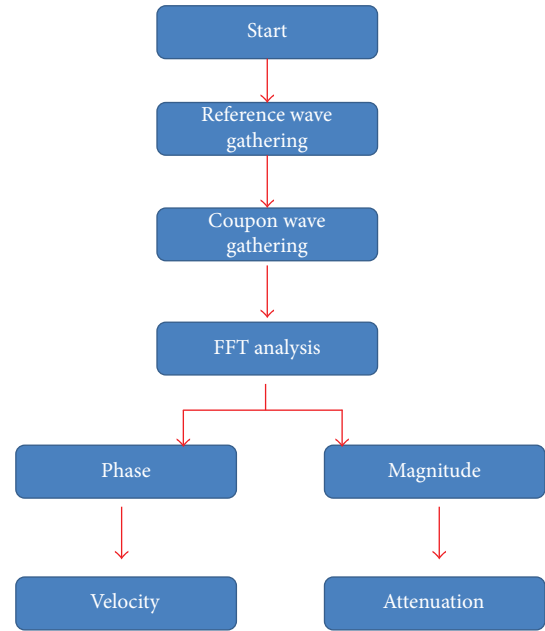 Start
Reference wave
gathering
Coupon wave
gathering
FFT analysis
Phase
Magnitude
Velocity
Attenuation